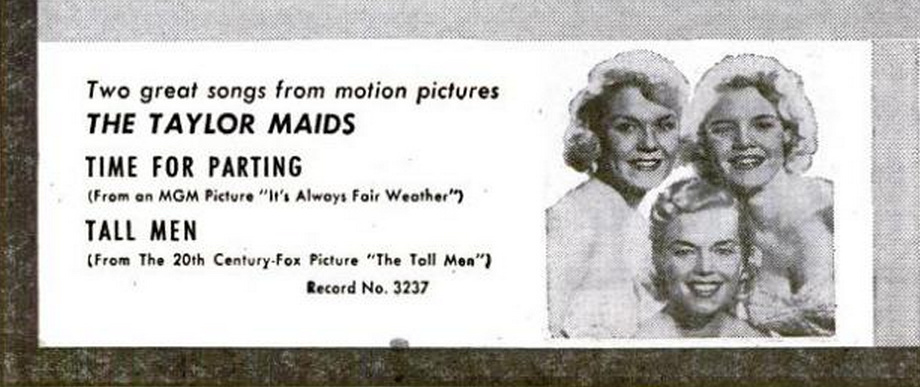 Two great songs from motion pictures
THE TAYLOR MAIDS
TIME FOR PARTING
(From an MGM Picture "It's Always Fair Weather")
TALL MEN
(From The 20th Century-Fox Picture "The Tall Men")
Record No. 3237